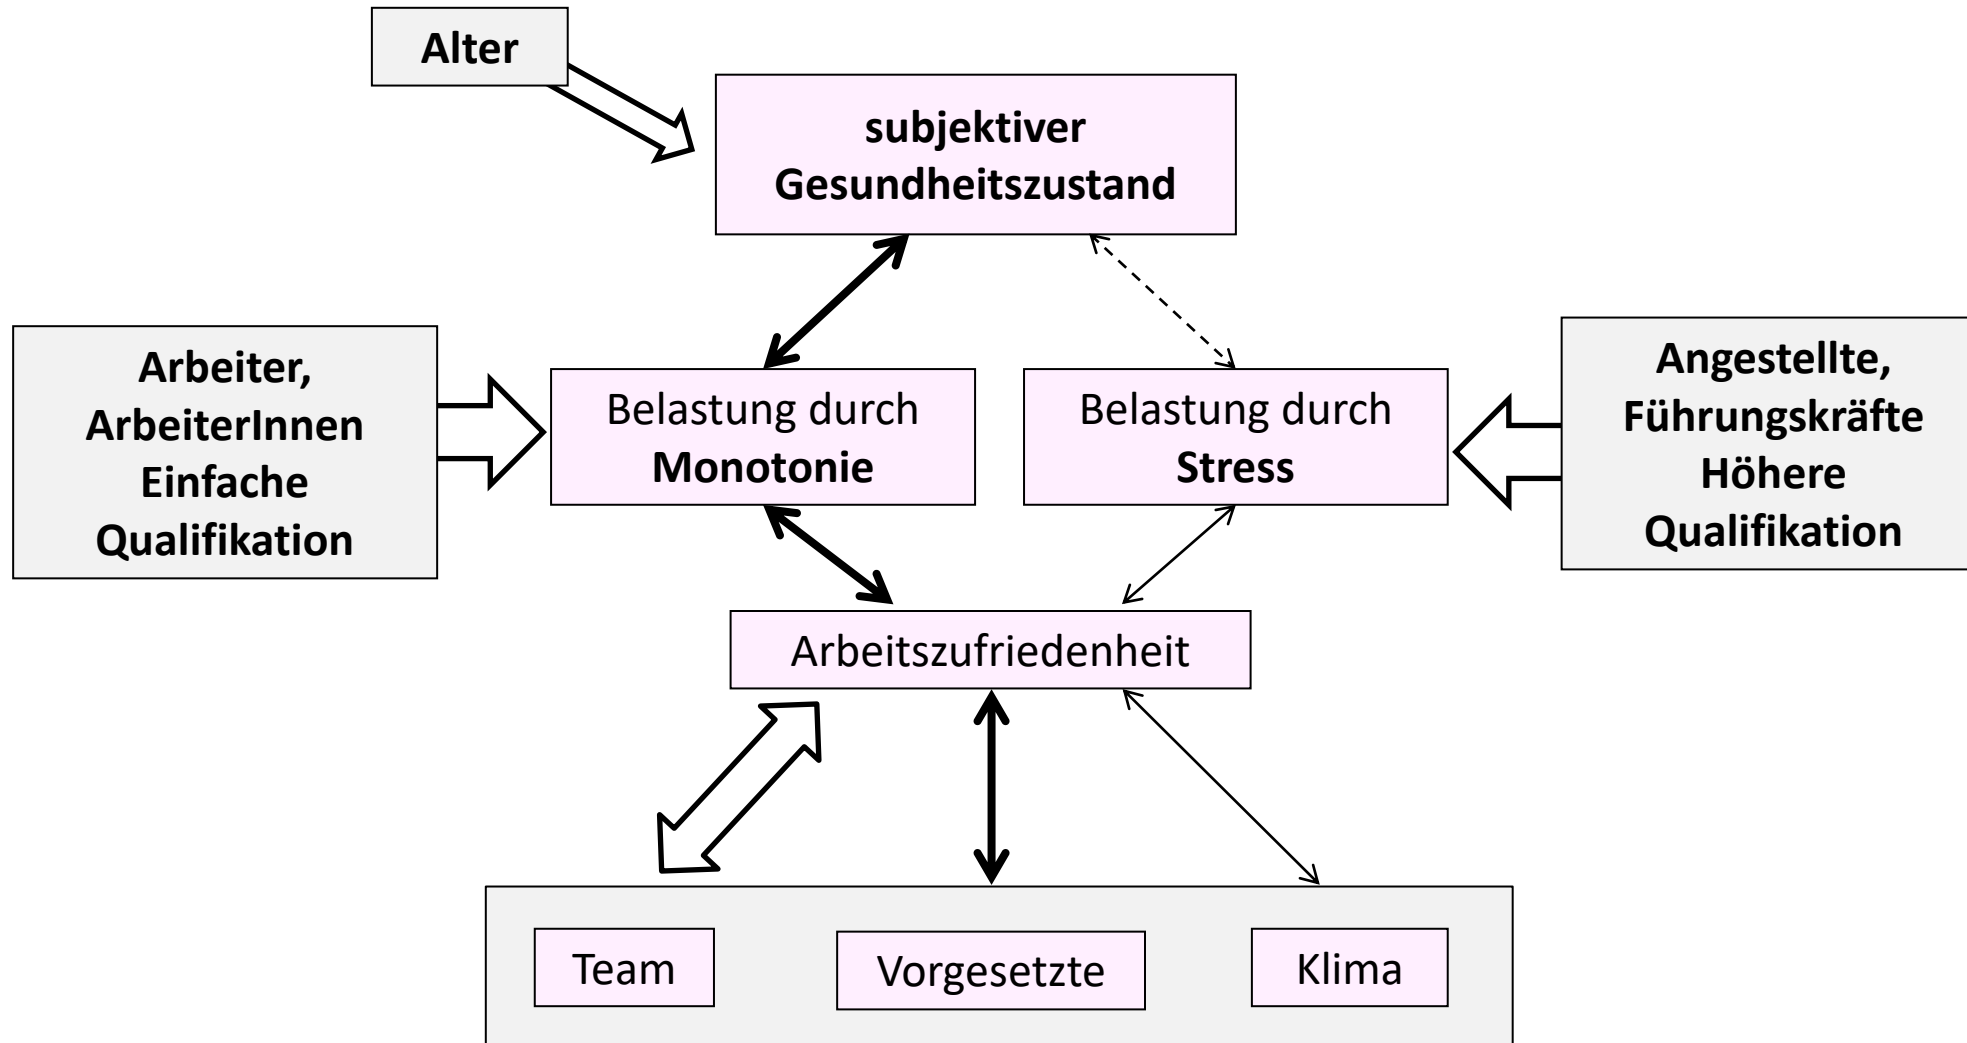 Alter
subjektiver
Gesundheitszustand
Arbeiter,
ArbeiterInnen
Einfache
Qualifikation
Belastung durch
Monotonie
Belastung durch
Stress
Angestellte,
Führungskräfte
Höhere
Qualifikation
Arbeitszufriedenheit
Team
Vorgesetzte
Klima